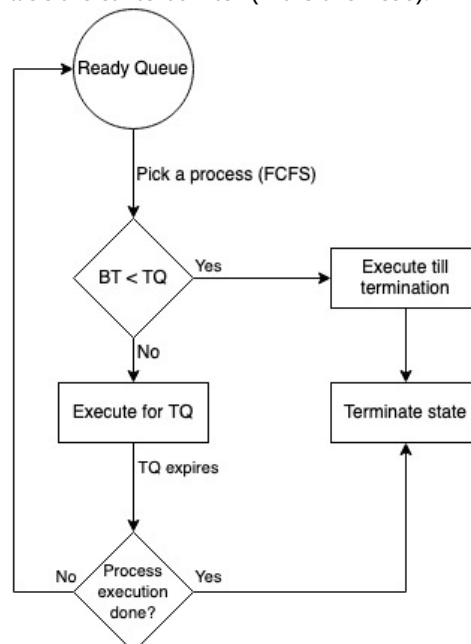 Ready Queue
Pick a process (FCFS)
BT < TQ
Yes
Execute till
termination
No
Execute for TQ
Terminate state
TQ expires
No
Process
execution
done?
Yes